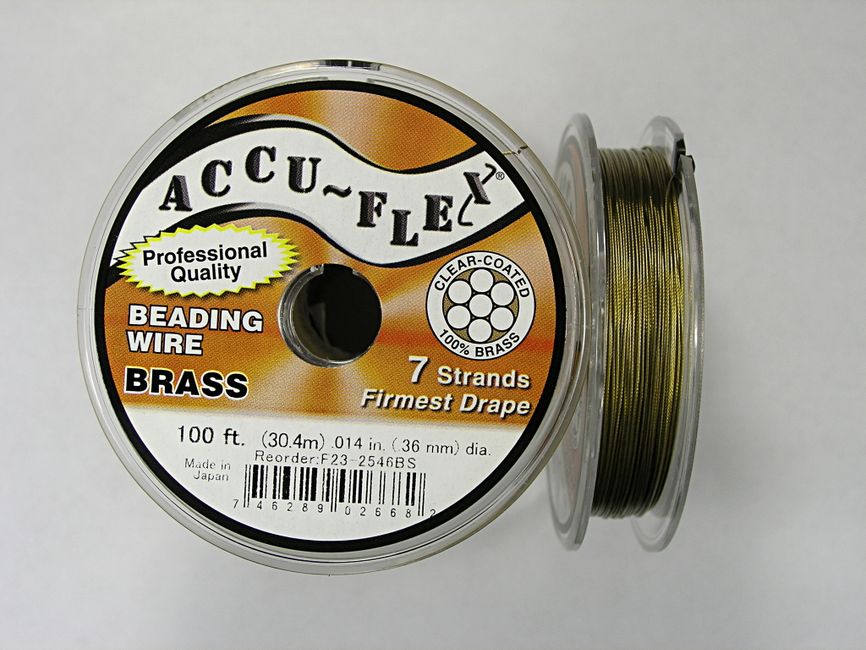 ACCU~FLEX®
Professional
Quality
BEADING
WIRE
BRASS
CLEAR-COATED
100% BRASS
7 Strands
Firmest Drape
100 ft. (30.4m) .014 in. (.36 mm) dia.
Reorder:F23-2546BS
Made in
Japan
7 46289 02668 2